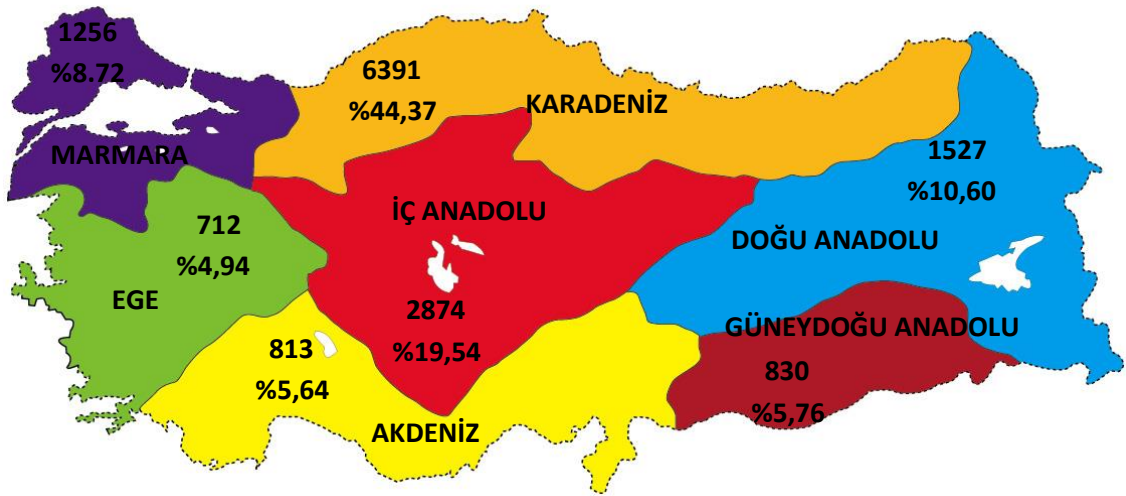 1256
%8.72
MARMARA
6391
%44,37
KARADENİZ
1527
%10,60
DOĞU ANADOLU
İÇ ANADOLU
2874
%19,54
712
%4,94
EGE
813
%5,64
AKDENİZ
GÜNEYDOĞU ANADOLU
830
%5,76